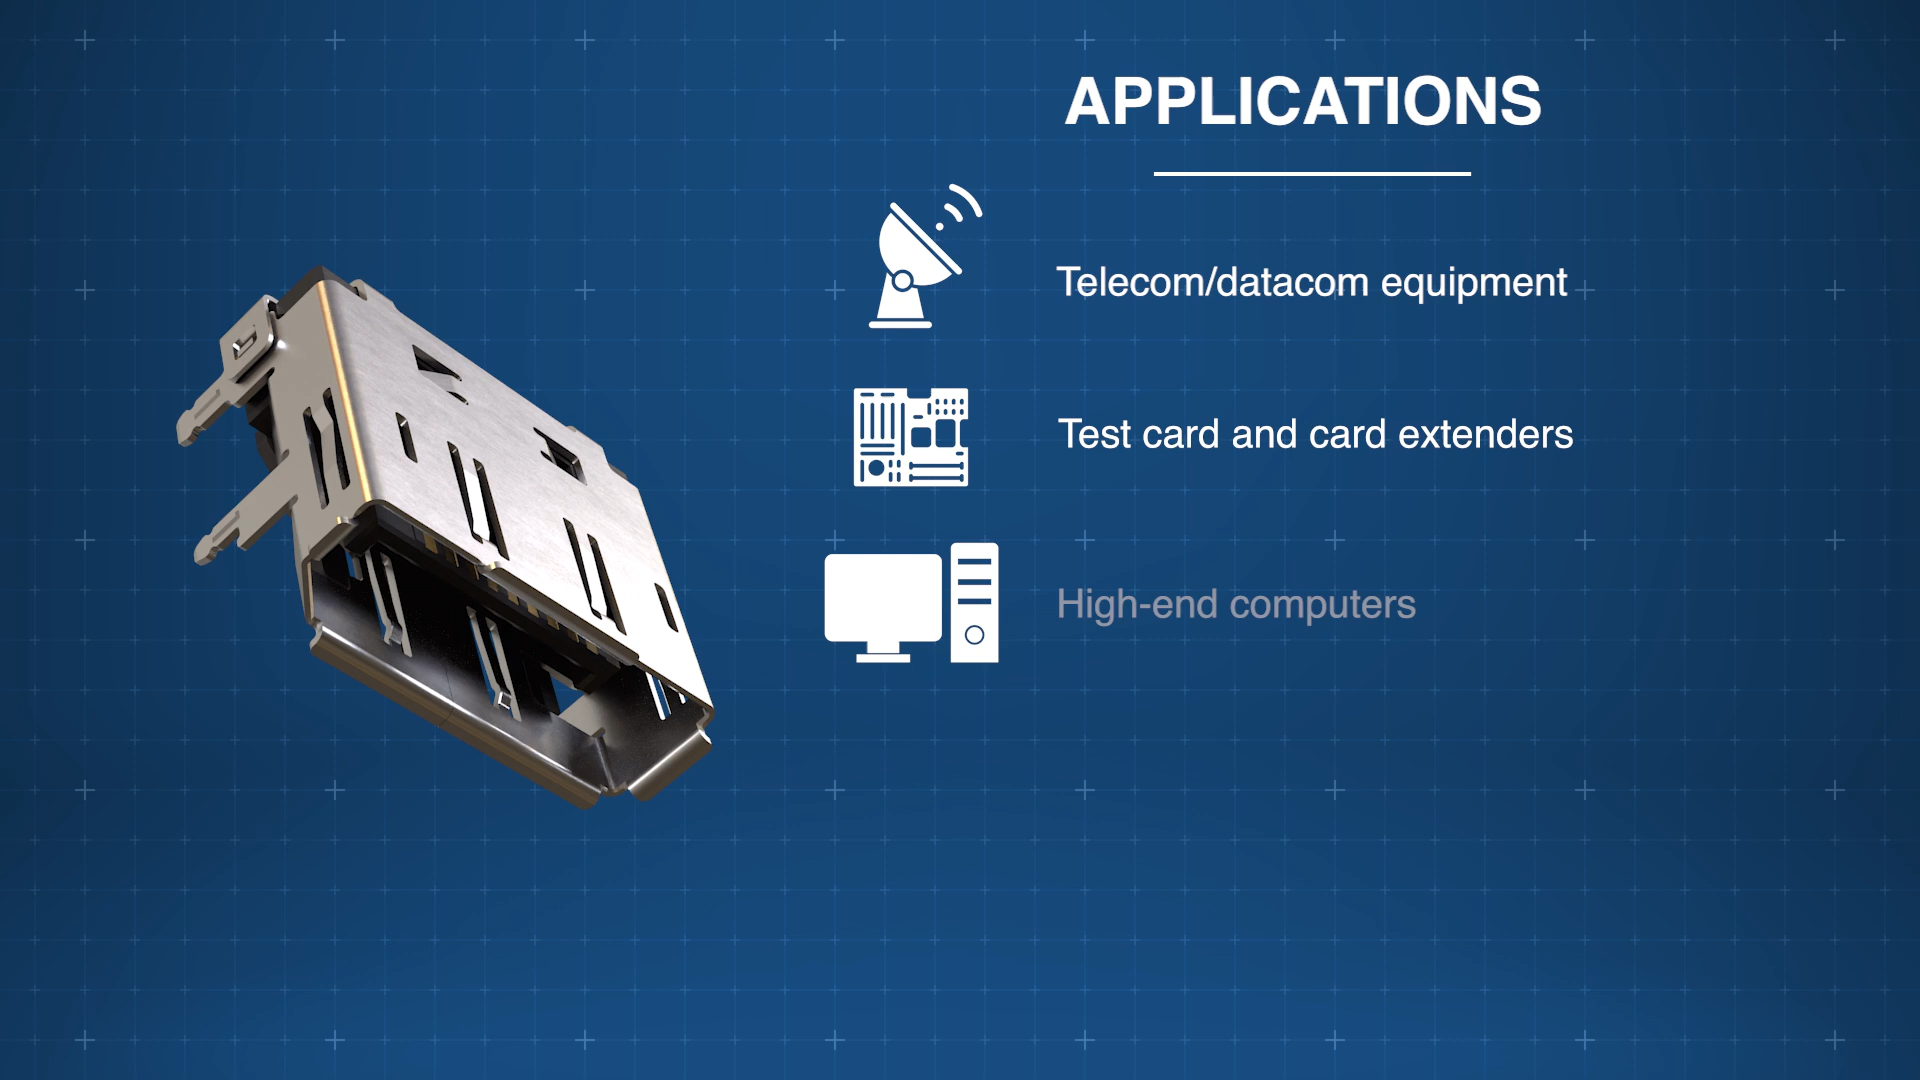 APPLICATIONS
Telecom/datacom equipment
Test card and card extenders
High-end computers